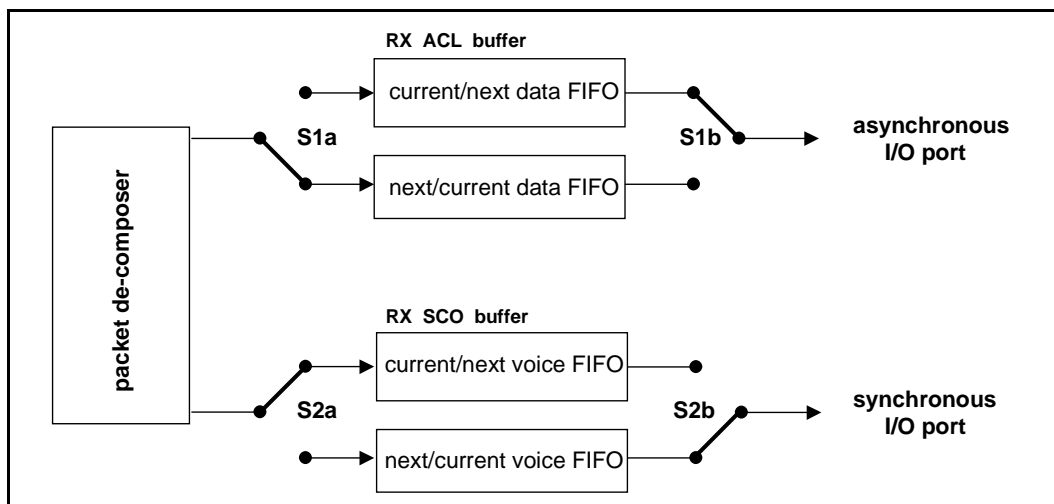 RX ACL buffer
current/next data FIFO
S1a
S1b
asynchronous
I/O port
next/current data FIFO
packet de-composer
RX SCO buffer
current/next voice FIFO
S2a
S2b
synchronous
I/O port
next/current voice FIFO